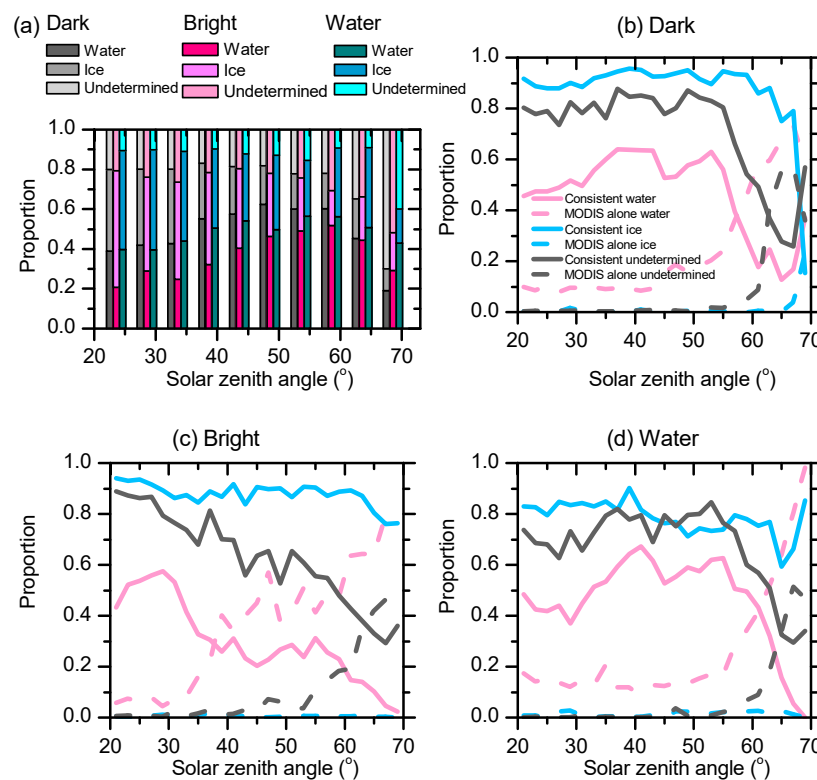 (a) Dark Bright Water
Water Water Water
Ice Ice Ice
Undetermined Undetermined Undetermined
1.0
0.8
0.6
0.4
0.2
0.0
Proportion
20 30 40 50 60 70
Solar zenith angle (o)
(b) Dark
1.0
0.8
0.6
0.4
0.2
0.0
Proportion
Consistent water
MODIS alone water
Consistent ice
MODIS alone ice
Consistent undetermined
MODIS alone undetermined
20 30 40 50 60 70
Solar zenith angle (o)
(c) Bright
1.0
0.8
0.6
0.4
0.2
0.0
Proportion
20 30 40 50 60 70
Solar zenith angle (o)
(d) Water
1.0
0.8
0.6
0.4
0.2
0.0
Proportion
20 30 40 50 60 70
Solar zenith angle (o)